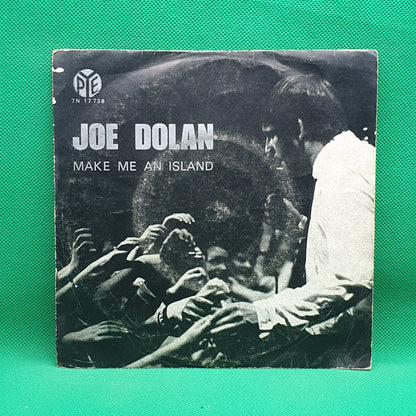 PYE
7N 17738
JOE DOLAN
MAKE ME AN ISLAND